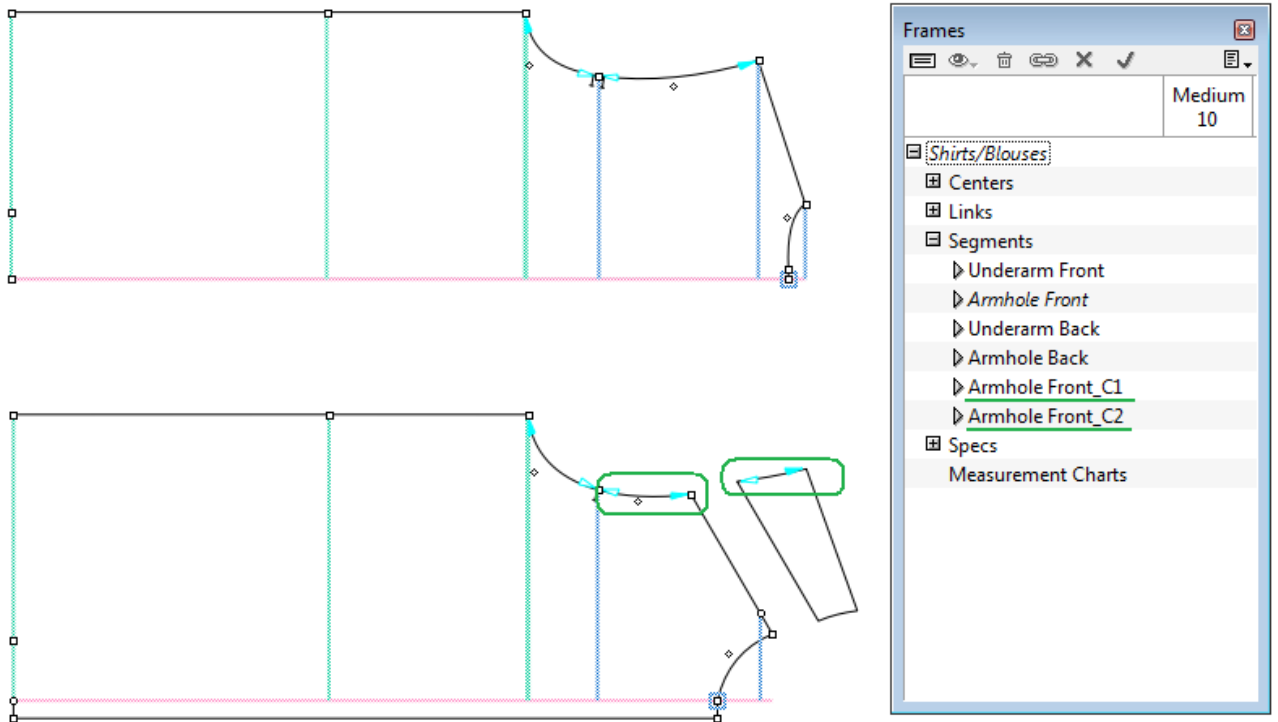 Frames
Medium
10
Shirts/Blouses
Centers
Links
Segments
Underarm Front
Armhole Front
Underarm Back
Armhole Back
Armhole Front_C1
Armhole Front_C2
Specs
Measurement Charts